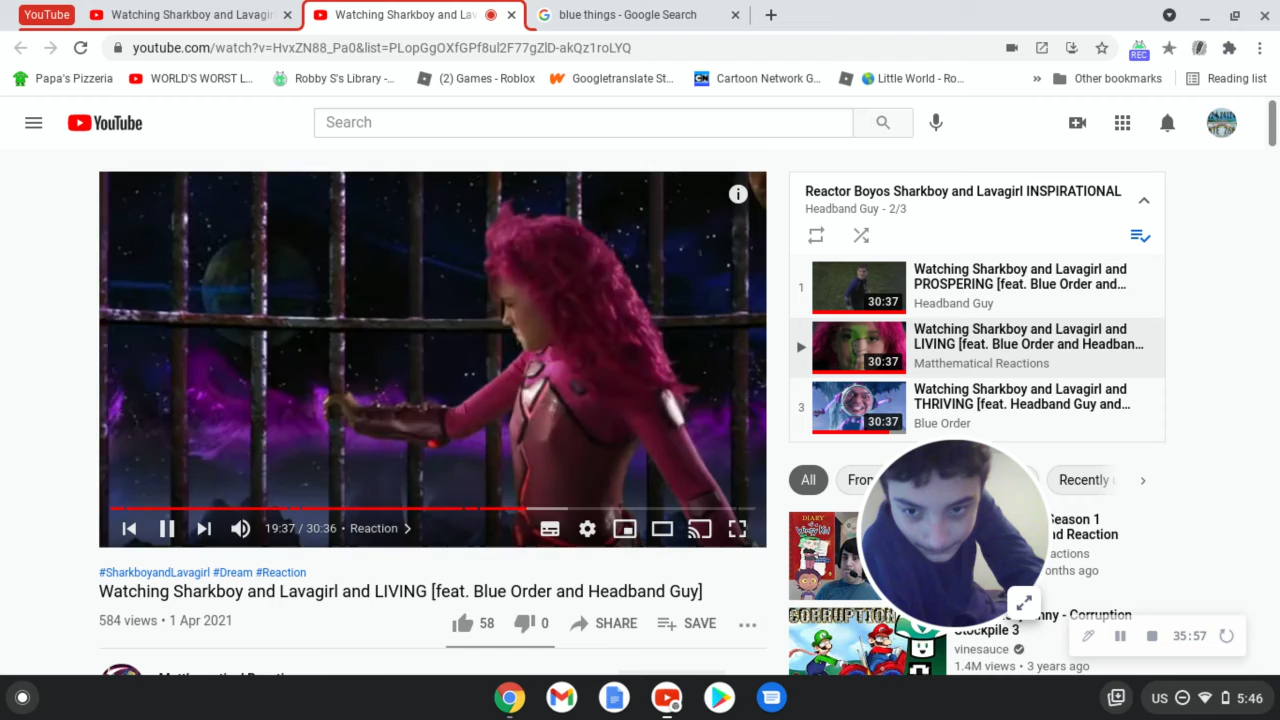 YouTube
Watching Sharkboy and Lavagir
Watching Sharkboy and Lav
blue things - Google Search
youtube.com/watch?v=HvxZN88_Pa0&list=PLopGgOXfGPf8ul2F77gZlD-akQz1roLYQ
REC
Papa's Pizzeria
WORLD'S WORST L...
Robby S's Library -...
(2) Games - Roblox
Googletranslate St...
CN
Cartoon Network G...
Little World - Ro...
Other bookmarks
Reading list
YouTube
Search
Reactor Boyos Sharkboy and Lavagirl INSPIRATIONAL
Headband Guy - 2/3
1
30:37
Watching Sharkboy and Lavagirl and
PROSPERING [feat. Blue Order and...
Headband Guy
30:37
Watching Sharkboy and Lavagirl and
LIVING [feat. Blue Order and Headban...
Matthematical Reactions
3
30:37
Watching Sharkboy and Lavagirl and
THRIVING [feat. Headband Guy and...
Blue Order
19:37 / 30:36 • Reaction
#SharkboyandLavagirl #Dream #Reaction
Watching Sharkboy and Lavagirl and LIVING [feat. Blue Order and Headband Guy]
584 views • 1 Apr 2021
58
0
SHARE
SAVE
All
Recently
DIARY
Season 1
Reaction
CORRUPTION
- Corruption
Stockpile 3
vinesauce
1.4M views • 3 years ago
35:57
US
5:46